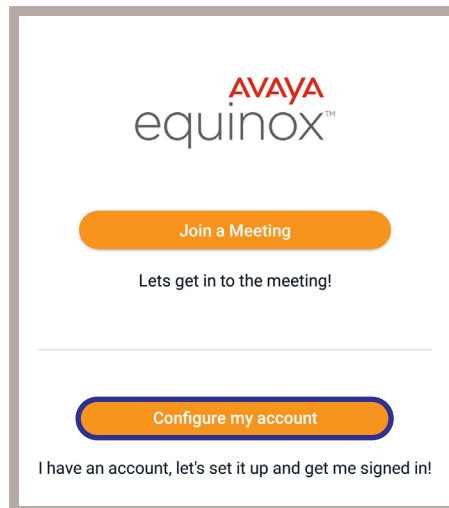 AVAYA
equinox™
Join a Meeting
Lets get in to the meeting!
Configure my account
I have an account, let's set it up and get me signed in!